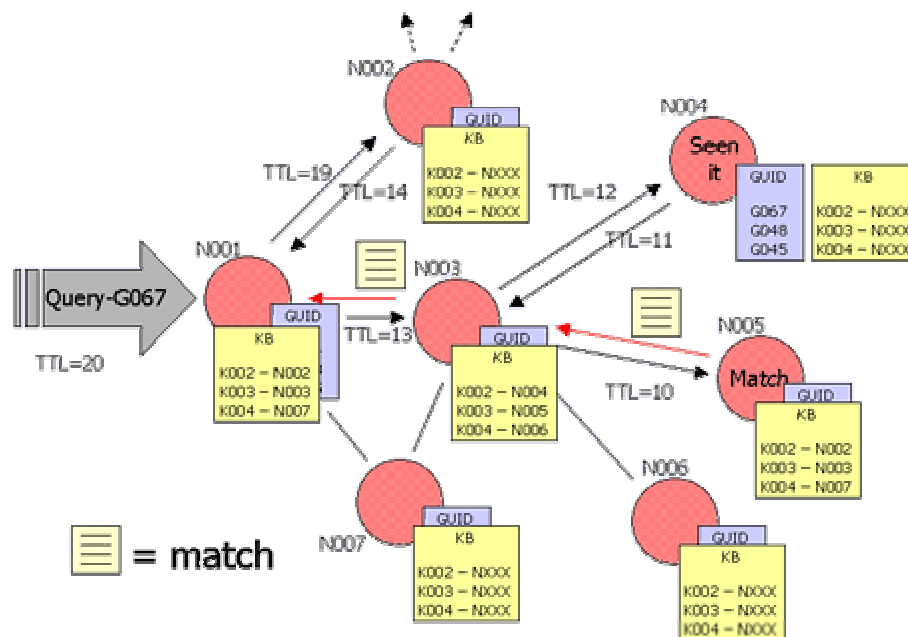 N002
GUID
KB
K002 – NXXX
K003 – NXXX
K004 – NXXX
TTL=19
TTL=14
N004
Seen
it
GUID
G067
G048
G045
KB
K002 – NXXX
K003 – NXXX
K004 – NXXX
TTL=12
TTL=11
N001
Query-G067
TTL=20
GUID
KB
K002 – N002
K003 – N003
K004 – N007
TTL=13
N003
GUID
KB
K002 – N004
K003 – N005
K004 – N006
N005
Match
GUID
KB
K002 – N002
K003 – N003
K004 – N007
TTL=10
N007
GUID
KB
K002 – NXXX
K003 – NXXX
K004 – NXXX
N006
GUID
KB
K002 – NXXX
K003 – NXXX
K004 – NXXX
= match